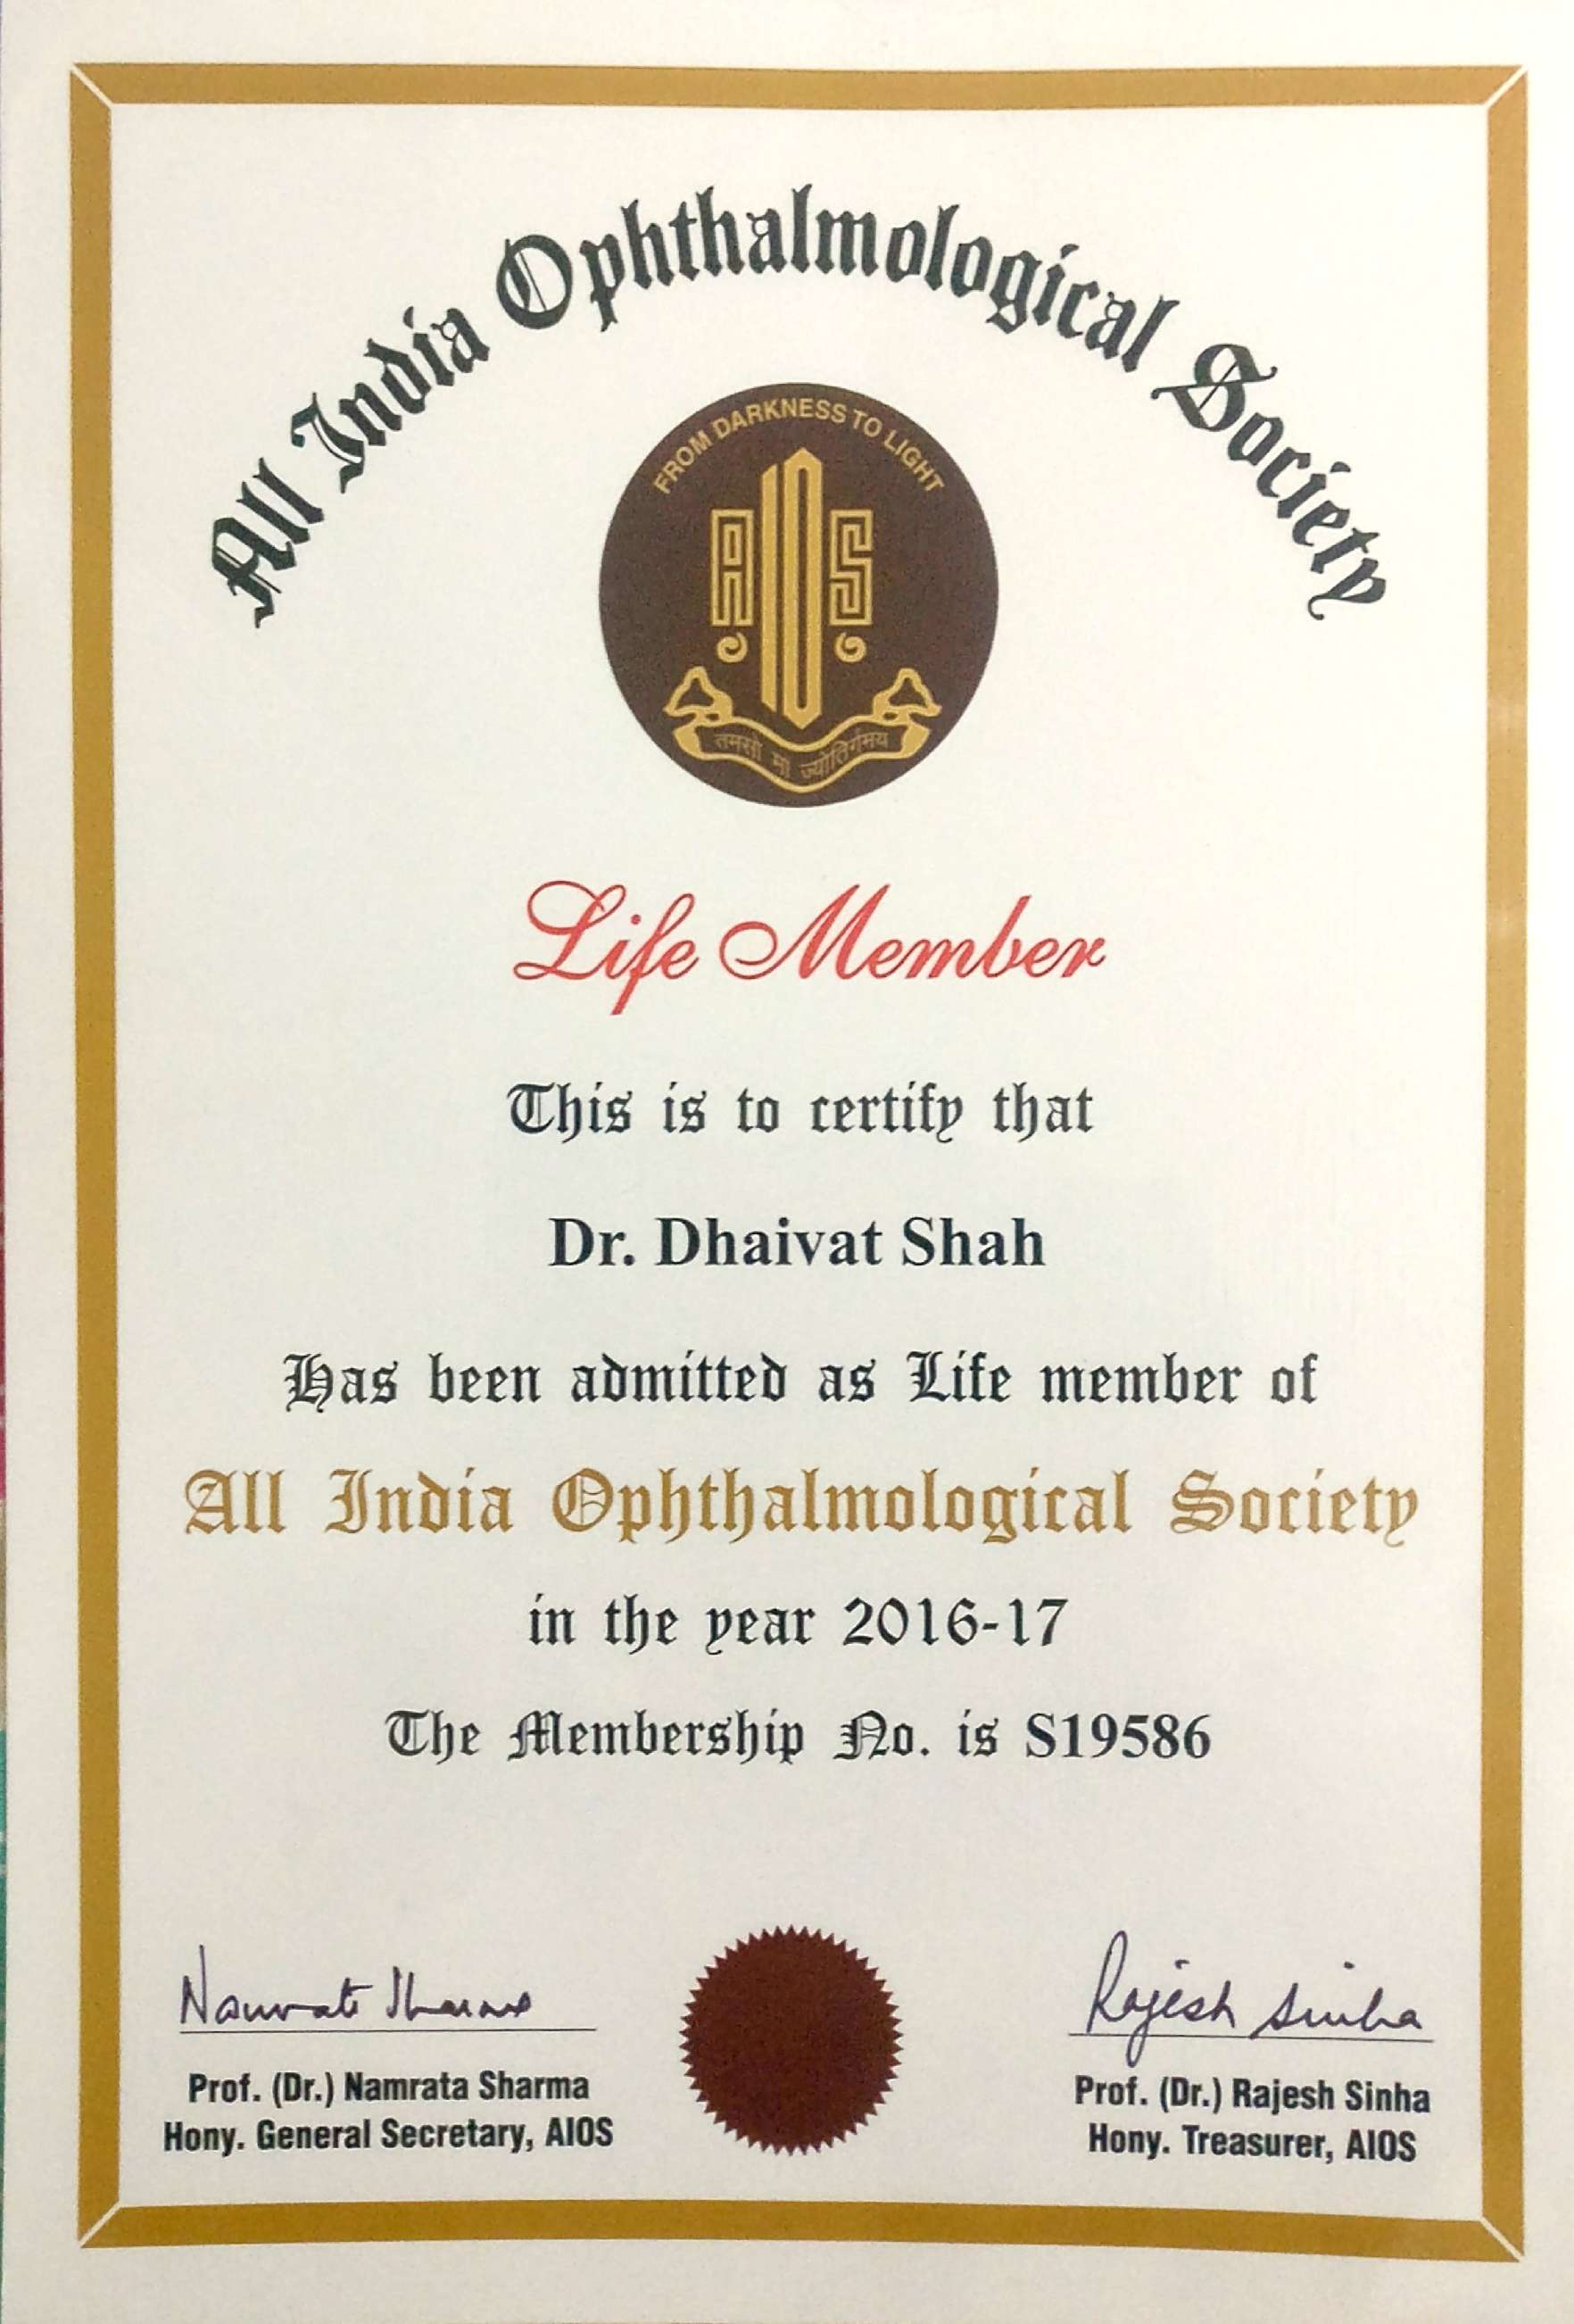 All India Ophthalmological Society
FROM DARKNESS TO LIGHT
AIOS
तमसो मा ज्योतिर्गमय
Life Member
This is to certify that
Dr. Dhaivat Shah
Has been admitted as Life member of
All India Ophthalmological Society
in the year 2016-17
The Membership No. is S19586
Namrata Sharma
Rajesh Sinha
Prof. (Dr.) Namrata Sharma
Hony. General Secretary, AIOS
Prof. (Dr.) Rajesh Sinha
Hony. Treasurer, AIOS